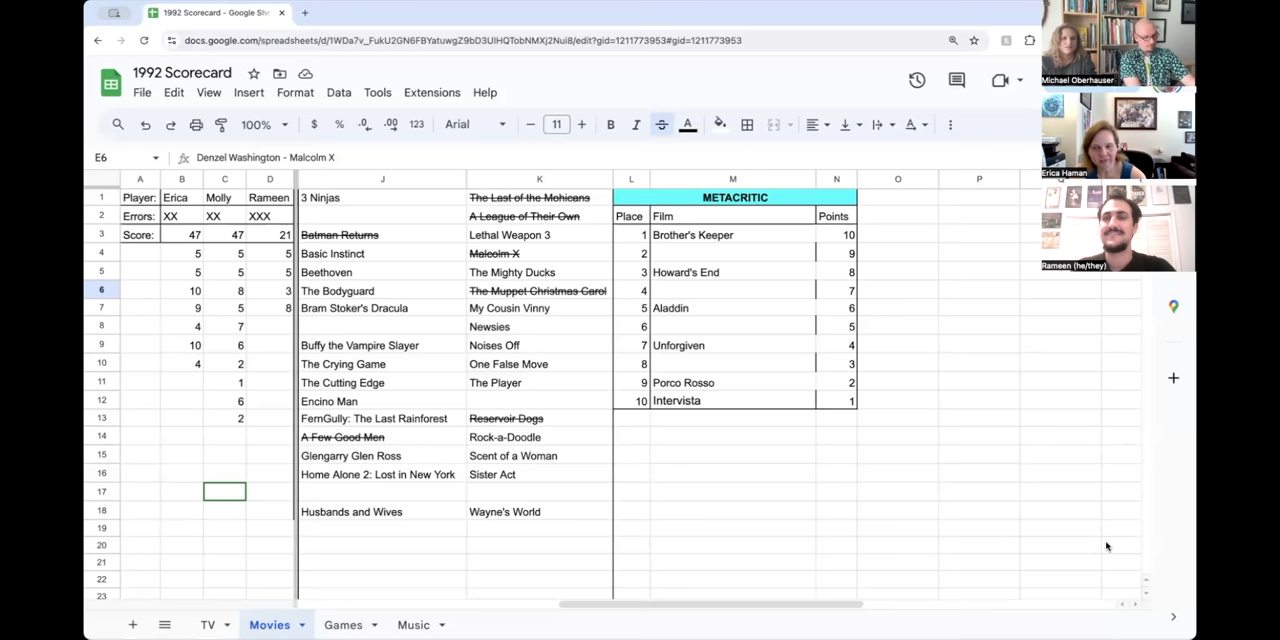 1992 Scorecard - Google She
docs.google.com/spreadsheets/d/1WDa7v_FukU2GN6FBYatuwgZ9bD3UlHQTobNMXj2Nui8/edit?gid=1211773953#gid=1211773953
1992 Scorecard
File Edit View Insert Format Data Tools Extensions Help
100% $ % .0 .00 123 Arial 11 B I S A
E6 fx Denzel Washington - Malcolm X
A B C D J K L M N O P
1 Player: Erica Molly Rameen 3 Ninjas The Last of the Mohicans METACRITIC
2 Errors: XX XX XXX A League of Their Own Place Film Points
3 Score: 47 47 21 Batman Returns Lethal Weapon 3 1 Brother's Keeper 10
4 5 5 5 Basic Instinct Malcolm X 2 9
5 5 5 5 Beethoven The Mighty Ducks 3 Howard's End 8
6 10 8 3 The Bodyguard The Muppet Christmas Carol 4 7
7 9 5 8 Bram Stoker's Dracula My Cousin Vinny 5 Aladdin 6
8 4 7 Newsies 6 5
9 10 6 Buffy the Vampire Slayer Noises Off 7 Unforgiven 4
10 4 2 The Crying Game One False Move 8 3
11 1 The Cutting Edge The Player 9 Porco Rosso 2
12 6 Encino Man 10 Intervista 1
13 2 FernGully: The Last Rainforest Reservoir Dogs
14 A Few Good Men Rock-a-Doodle
15 Glengarry Glen Ross Scent of a Woman
16 Home Alone 2: Lost in New York Sister Act
17
18 Husbands and Wives Wayne's World
19
20
21
22
23
TV Movies Games Music
Michael Oberhauser
Erica Haman
Rameen (he/they)